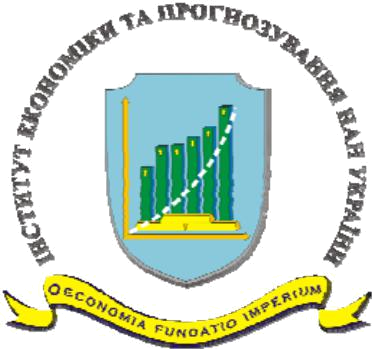 ІНСТИТУТ ЕКОНОМІКИ ТА ПРОГНОЗУВАННЯ НАН УКРАЇНИ
OECONOMIA FUNDATIO IMPERIUM